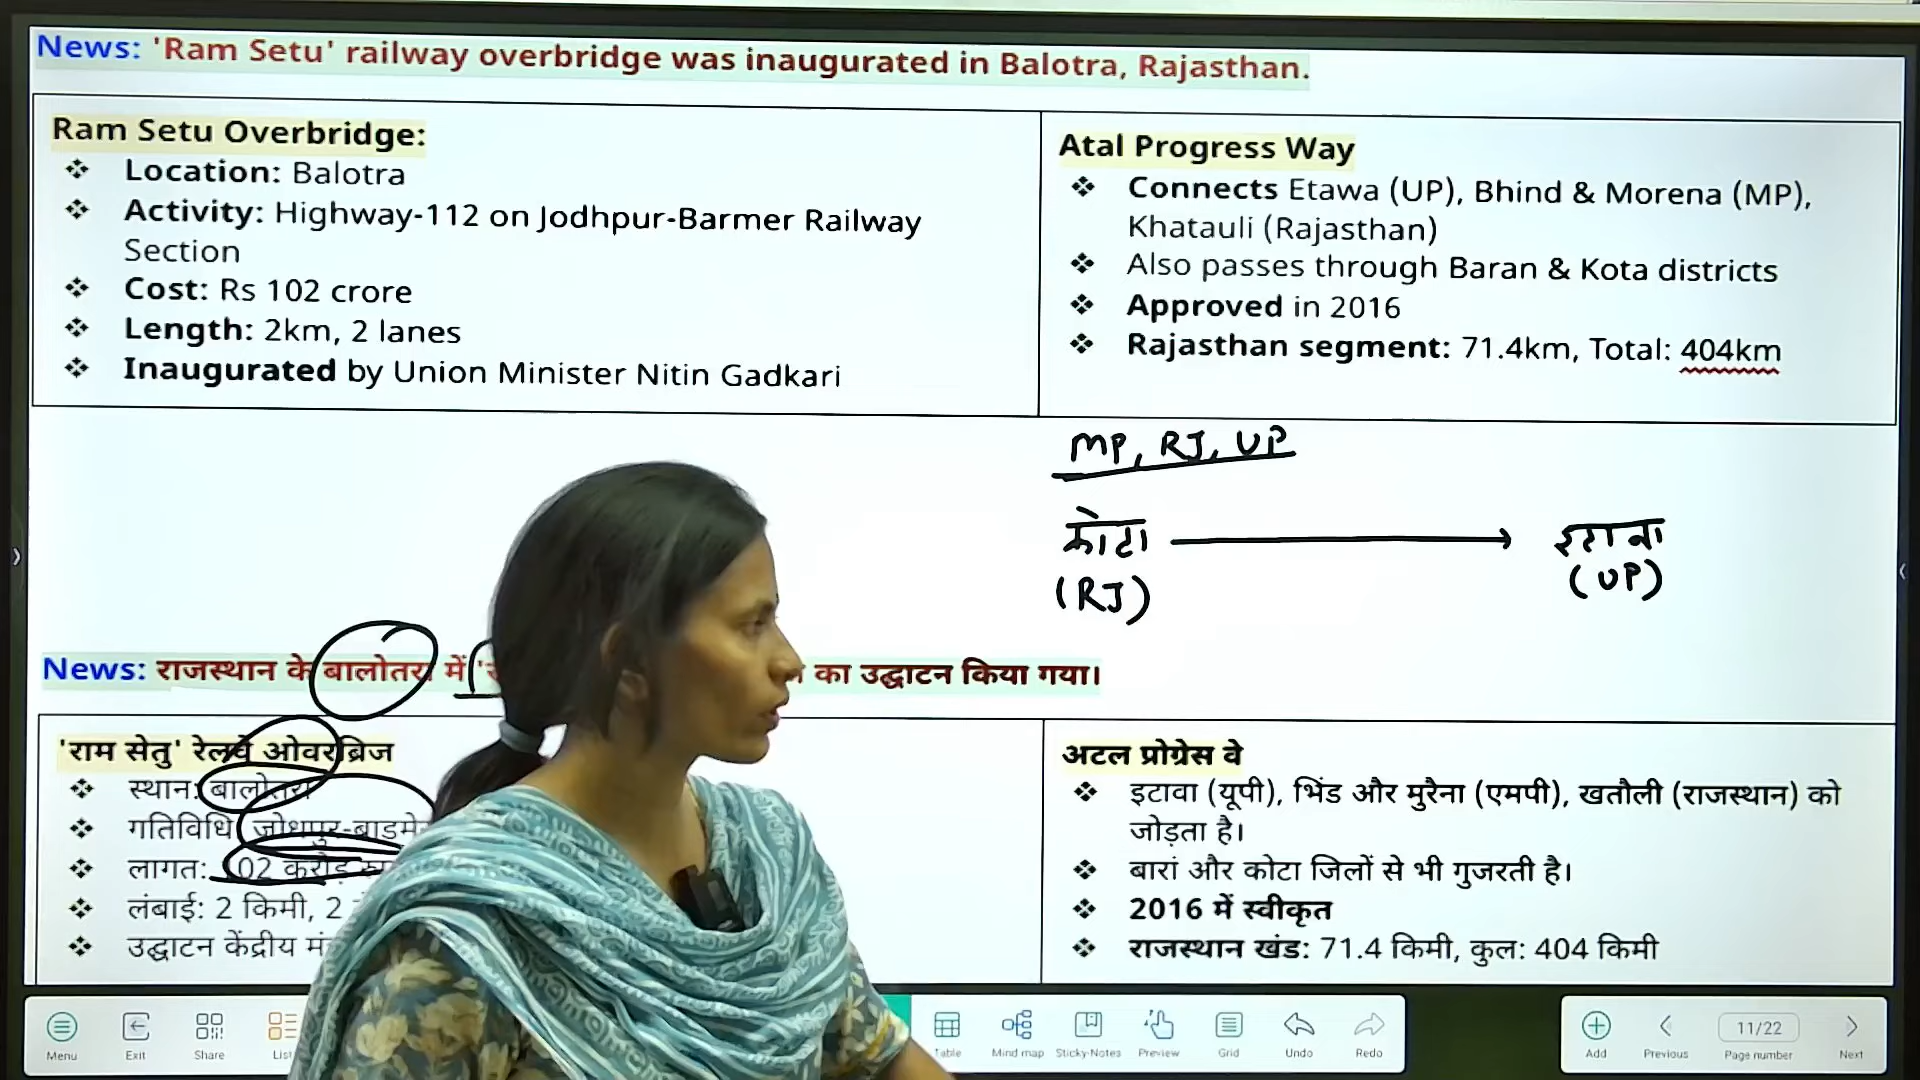 News: 'Ram Setu' railway overbridge was inaugurated in Balotra, Rajasthan.
Ram Setu Overbridge:
❖ Location: Balotra
❖ Activity: Highway-112 on Jodhpur-Barmer Railway
Section
❖ Cost: Rs 102 crore
❖ Length: 2km, 2 lanes
❖ Inaugurated by Union Minister Nitin Gadkari
Atal Progress Way
❖ Connects Etawa (UP), Bhind & Morena (MP),
Khatauli (Rajasthan)
❖ Also passes through Baran & Kota districts
❖ Approved in 2016
❖ Rajasthan segment: 71.4km, Total: 404km
MP, RJ, UP
कोटा
(RJ)
इटावा
(UP)
News: राजस्थान के बालोतरा में
का उद्घाटन किया गया।
'राम सेतु' रेलवे ओवरब्रिज
❖ स्थान: बालोतरा
❖ गतिविधि: जोधपुर-बाड़मे
❖ लागत: 102 करोड़
❖ लंबाई: 2 किमी, 2
❖ उद्घाटन केंद्रीय
अटल प्रोग्रेस वे
❖ इटावा (यूपी), भिंड और मुरैना (एमपी), खतौली (राजस्थान) को
जोड़ता है।
❖ बारां और कोटा जिलों से भी गुजरती है।
❖ 2016 में स्वीकृत
❖ राजस्थान खंड: 71.4 किमी, कुल: 404 किमी
Menu Exit Share List Table Mind map Sticky-Notes Preview Grid Undo Redo
Add Previous 11/22 Page number Next